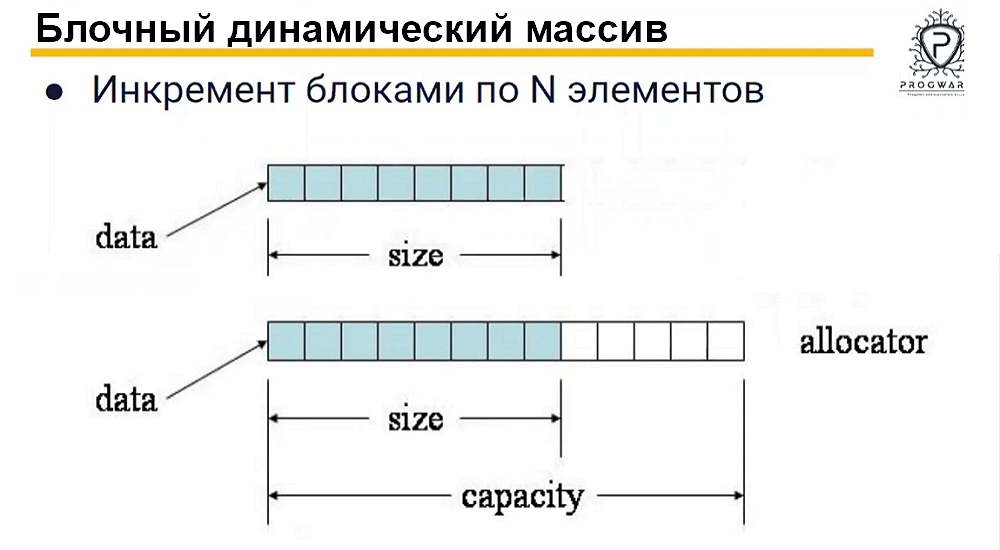 Блочный динамический массив
PROGWAR
● Инкремент блоками по N элементов
data
size
allocator
data
size
capacity